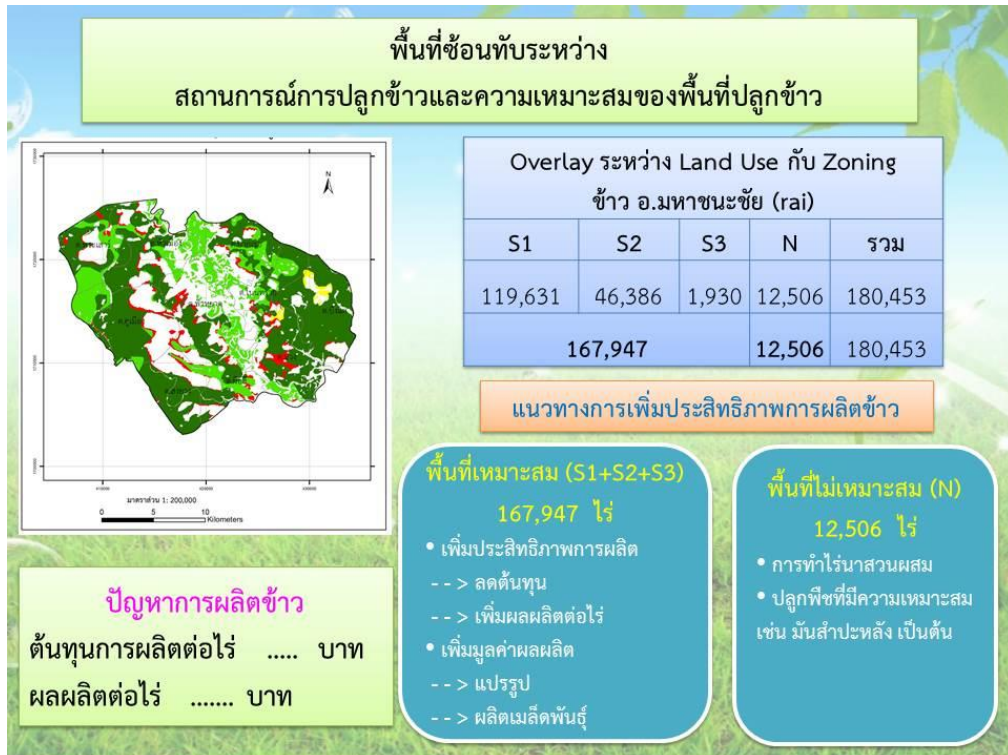 พื้นที่ซ้อนทับระหว่าง
สถานการณ์การปลูกข้าวและความเหมาะสมของพื้นที่ปลูกข้าว
N
มาตราส่วน 1: 200,000
0 5 10
Kilometers
Overlay ระหว่าง Land Use กับ Zoning
ข้าว อ.มหาชนะชัย (rai)
S1 S2 S3 N รวม
119,631 46,386 1,930 12,506 180,453
167,947 12,506 180,453
แนวทางการเพิ่มประสิทธิภาพการผลิตข้าว
ปัญหาการผลิตข้าว
ต้นทุนการผลิตต่อไร่ ..... บาท
ผลผลิตต่อไร่ ....... บาท
พื้นที่เหมาะสม (S1+S2+S3)
167,947 ไร่
• เพิ่มประสิทธิภาพการผลิต
--> ลดต้นทุน
--> เพิ่มผลผลิตต่อไร่
• เพิ่มมูลค่าผลผลิต
--> แปรรูป
--> ผลิตเมล็ดพันธุ์
พื้นที่ไม่เหมาะสม (N)
12,506 ไร่
• การทำไร่นาสวนผสม
• ปลูกพืชที่มีความเหมาะสม
เช่น มันสำปะหลัง เป็นต้น